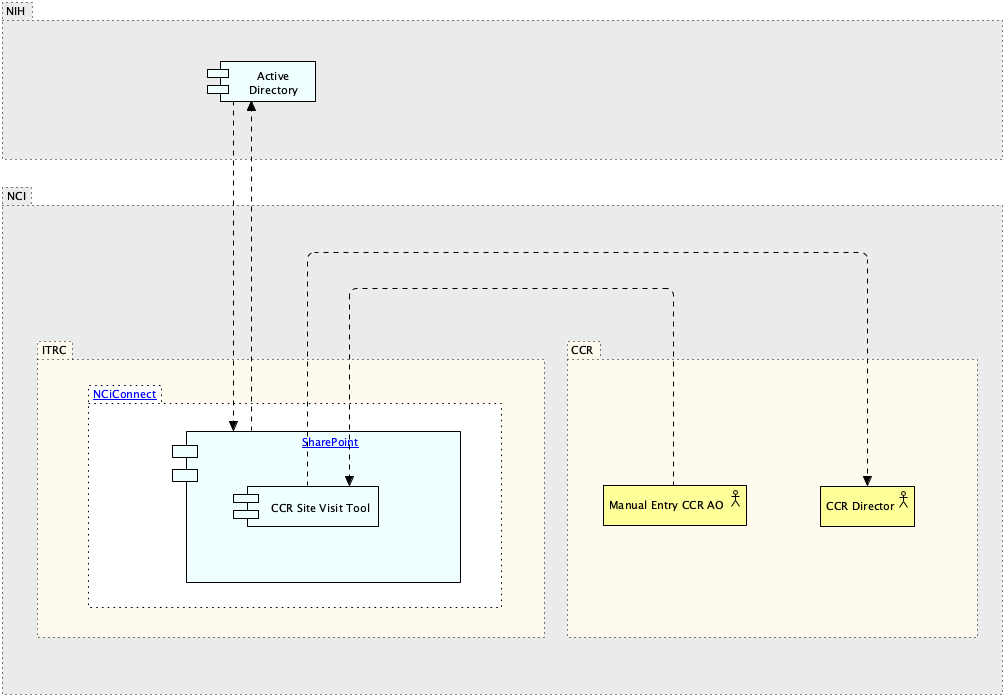 NIH
Active
Directory
NCI
ITRC
CCR
NCiConnect
SharePoint
CCR Site Visit Tool
Manual Entry CCR AO
CCR Director